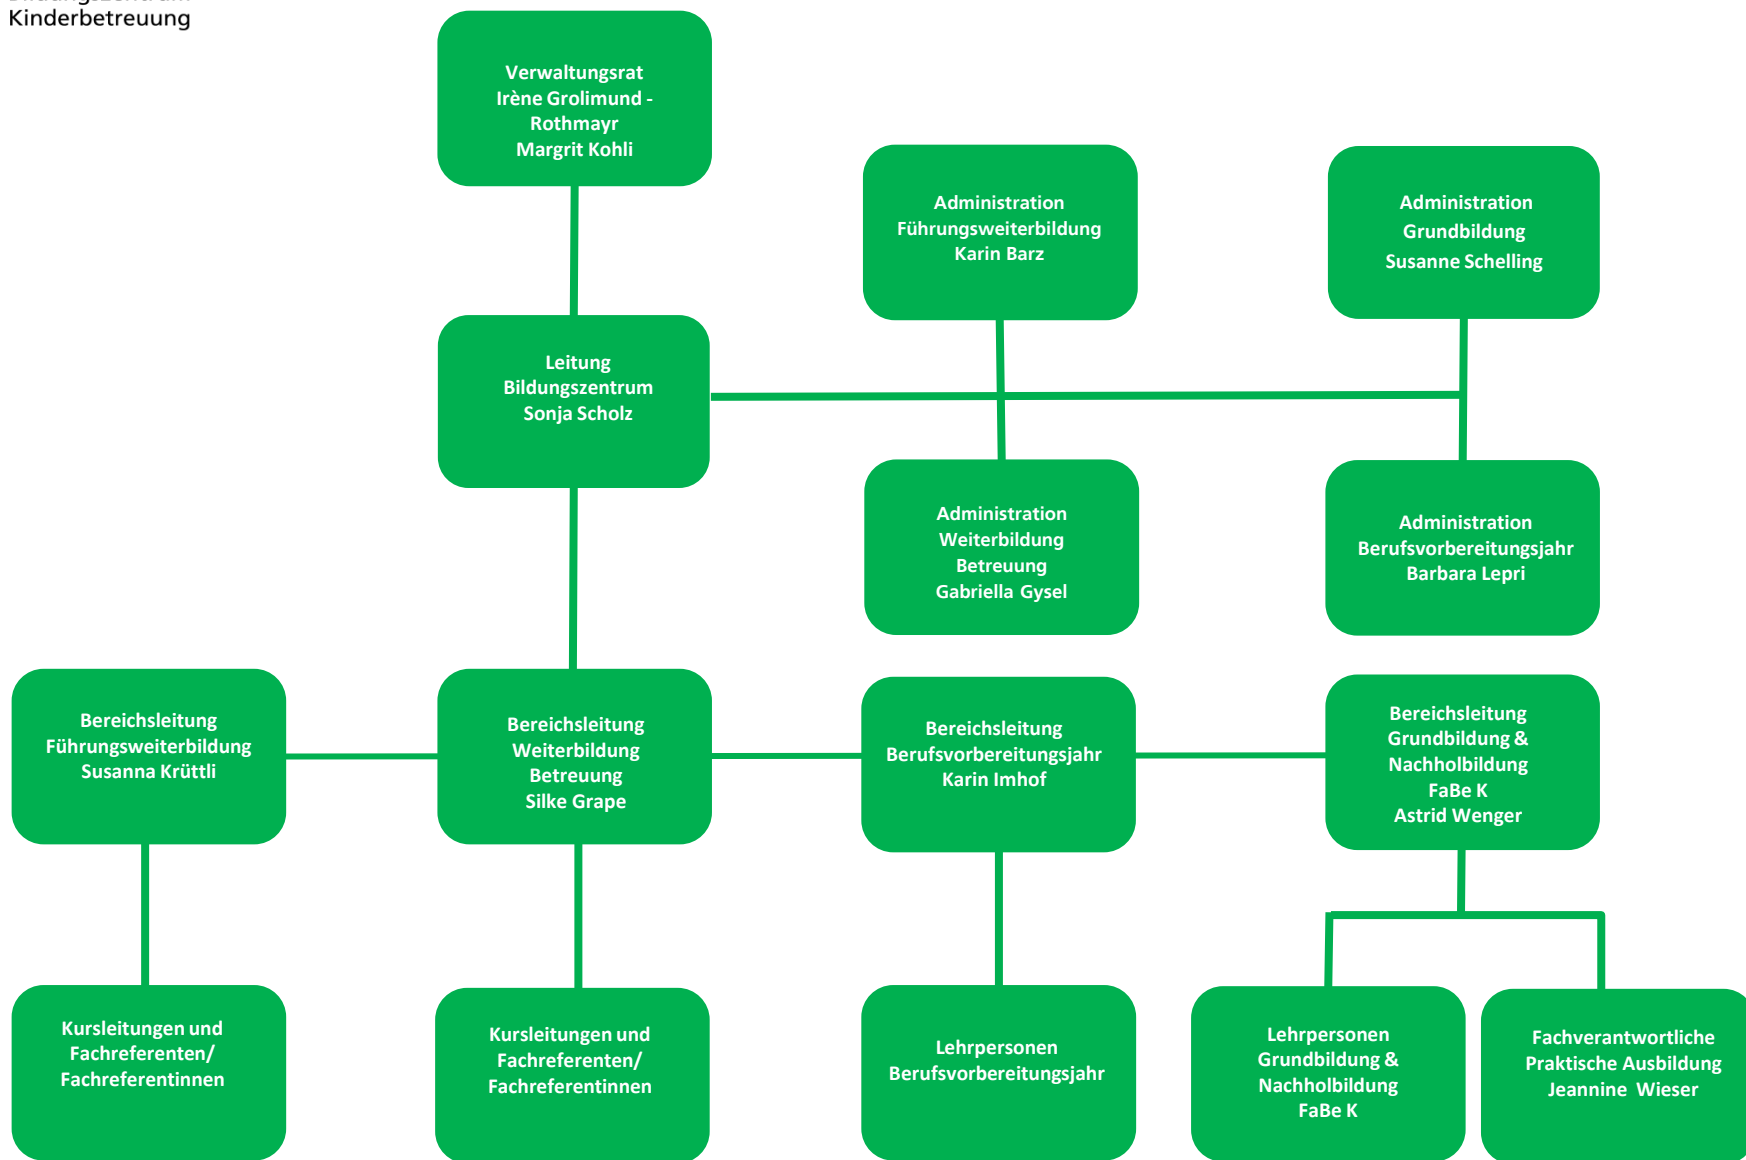 Kinderbetreuung
Verwaltungsrat
Irène Grolimund -
Rothmayr
Margrit Kohli
Administration
Führungsweiterbildung
Karin Barz
Administration
Grundbildung
Susanne Schelling
Leitung
Bildungszentrum
Sonja Scholz
Administration
Weiterbildung
Betreuung
Gabriella Gysel
Administration
Berufsvorbereitungsjahr
Barbara Lepri
Bereichsleitung
Führungsweiterbildung
Susanna Krüttli
Bereichsleitung
Weiterbildung
Betreuung
Silke Grape
Bereichsleitung
Berufsvorbereitungsjahr
Karin Imhof
Bereichsleitung
Grundbildung &
Nachholbildung
FaBe K
Astrid Wenger
Kursleitungen und
Fachreferenten/
Fachreferentinnen
Kursleitungen und
Fachreferenten/
Fachreferentinnen
Lehrpersonen
Berufsvorbereitungsjahr
Lehrpersonen
Grundbildung &
Nachholbildung
FaBe K
Fachverantwortliche
Praktische Ausbildung
Jeannine Wieser